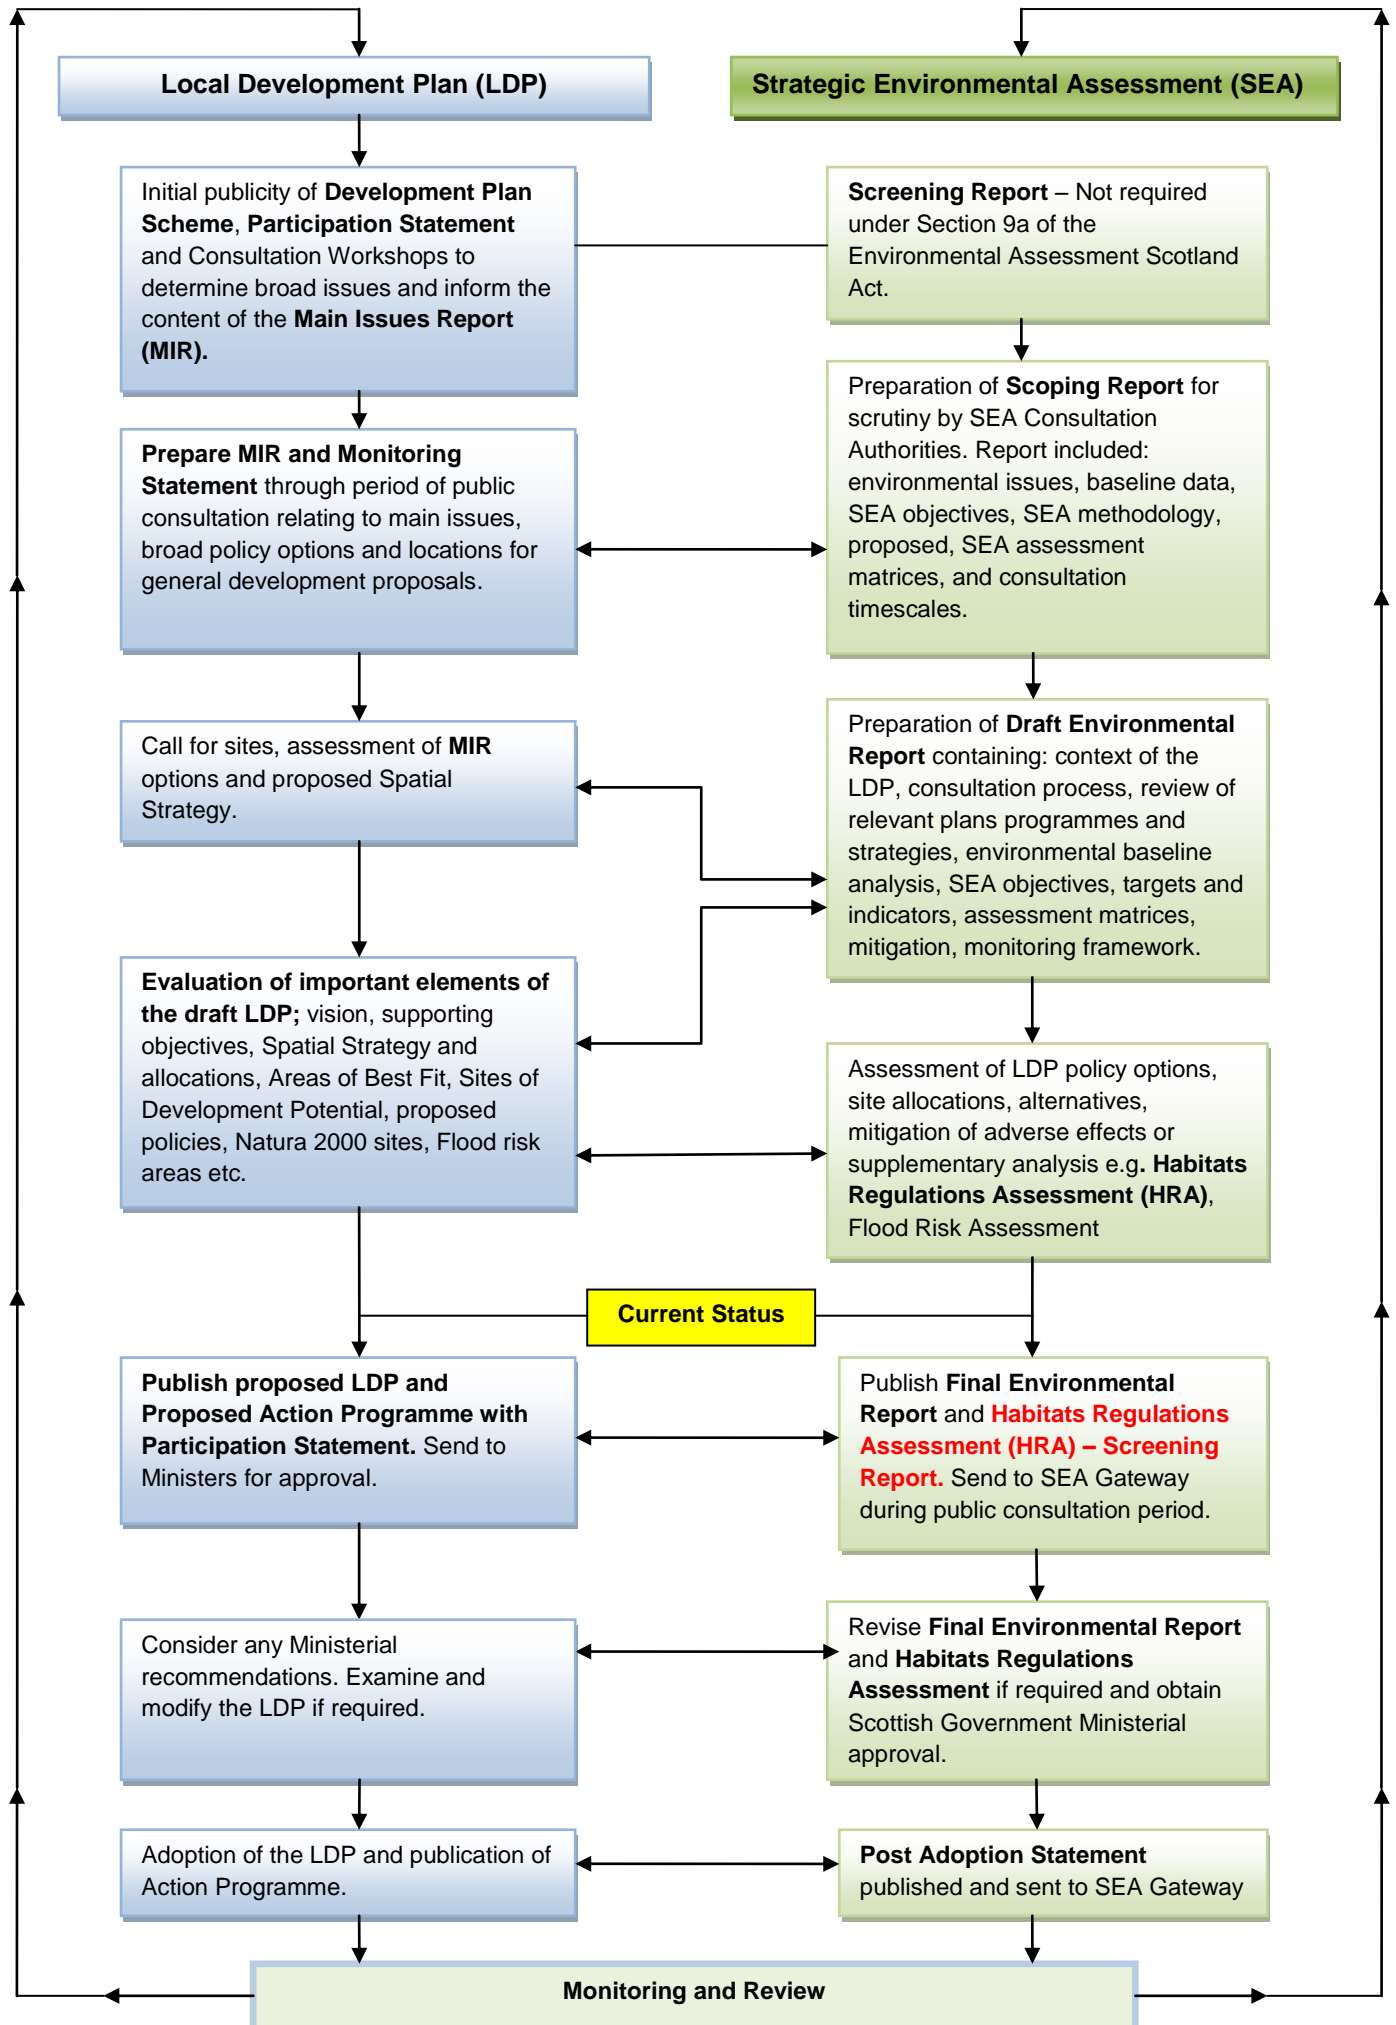 Local Development Plan (LDP)
Strategic Environmental Assessment (SEA)
Initial publicity of Development Plan
Scheme, Participation Statement
and Consultation Workshops to
determine broad issues and inform the
content of the Main Issues Report
(MIR).
Screening Report – Not required
under Section 9a of the
Environmental Assessment Scotland
Act.
Prepare MIR and Monitoring
Statement through period of public
consultation relating to main issues,
broad policy options and locations for
general development proposals.
Preparation of Scoping Report for
scrutiny by SEA Consultation
Authorities. Report included:
environmental issues, baseline data,
SEA objectives, SEA methodology,
proposed, SEA assessment
matrices, and consultation
timescales.
Call for sites, assessment of MIR
options and proposed Spatial
Strategy.
Preparation of Draft Environmental
Report containing: context of the
LDP, consultation process, review of
relevant plans programmes and
strategies, environmental baseline
analysis, SEA objectives, targets and
indicators, assessment matrices,
mitigation, monitoring framework.
Evaluation of important elements of
the draft LDP; vision, supporting
objectives, Spatial Strategy and
allocations, Areas of Best Fit, Sites of
Development Potential, proposed
policies, Natura 2000 sites, Flood risk
areas etc.
Assessment of LDP policy options,
site allocations, alternatives,
mitigation of adverse effects or
supplementary analysis e.g. Habitats
Regulations Assessment (HRA),
Flood Risk Assessment
Current Status
Publish proposed LDP and
Proposed Action Programme with
Participation Statement. Send to
Ministers for approval.
Publish Final Environmental
Report and Habitats Regulations
Assessment (HRA) – Screening
Report. Send to SEA Gateway
during public consultation period.
Consider any Ministerial
recommendations. Examine and
modify the LDP if required.
Revise Final Environmental Report
and Habitats Regulations
Assessment if required and obtain
Scottish Government Ministerial
approval.
Adoption of the LDP and publication of
Action Programme.
Post Adoption Statement
published and sent to SEA Gateway
Monitoring and Review